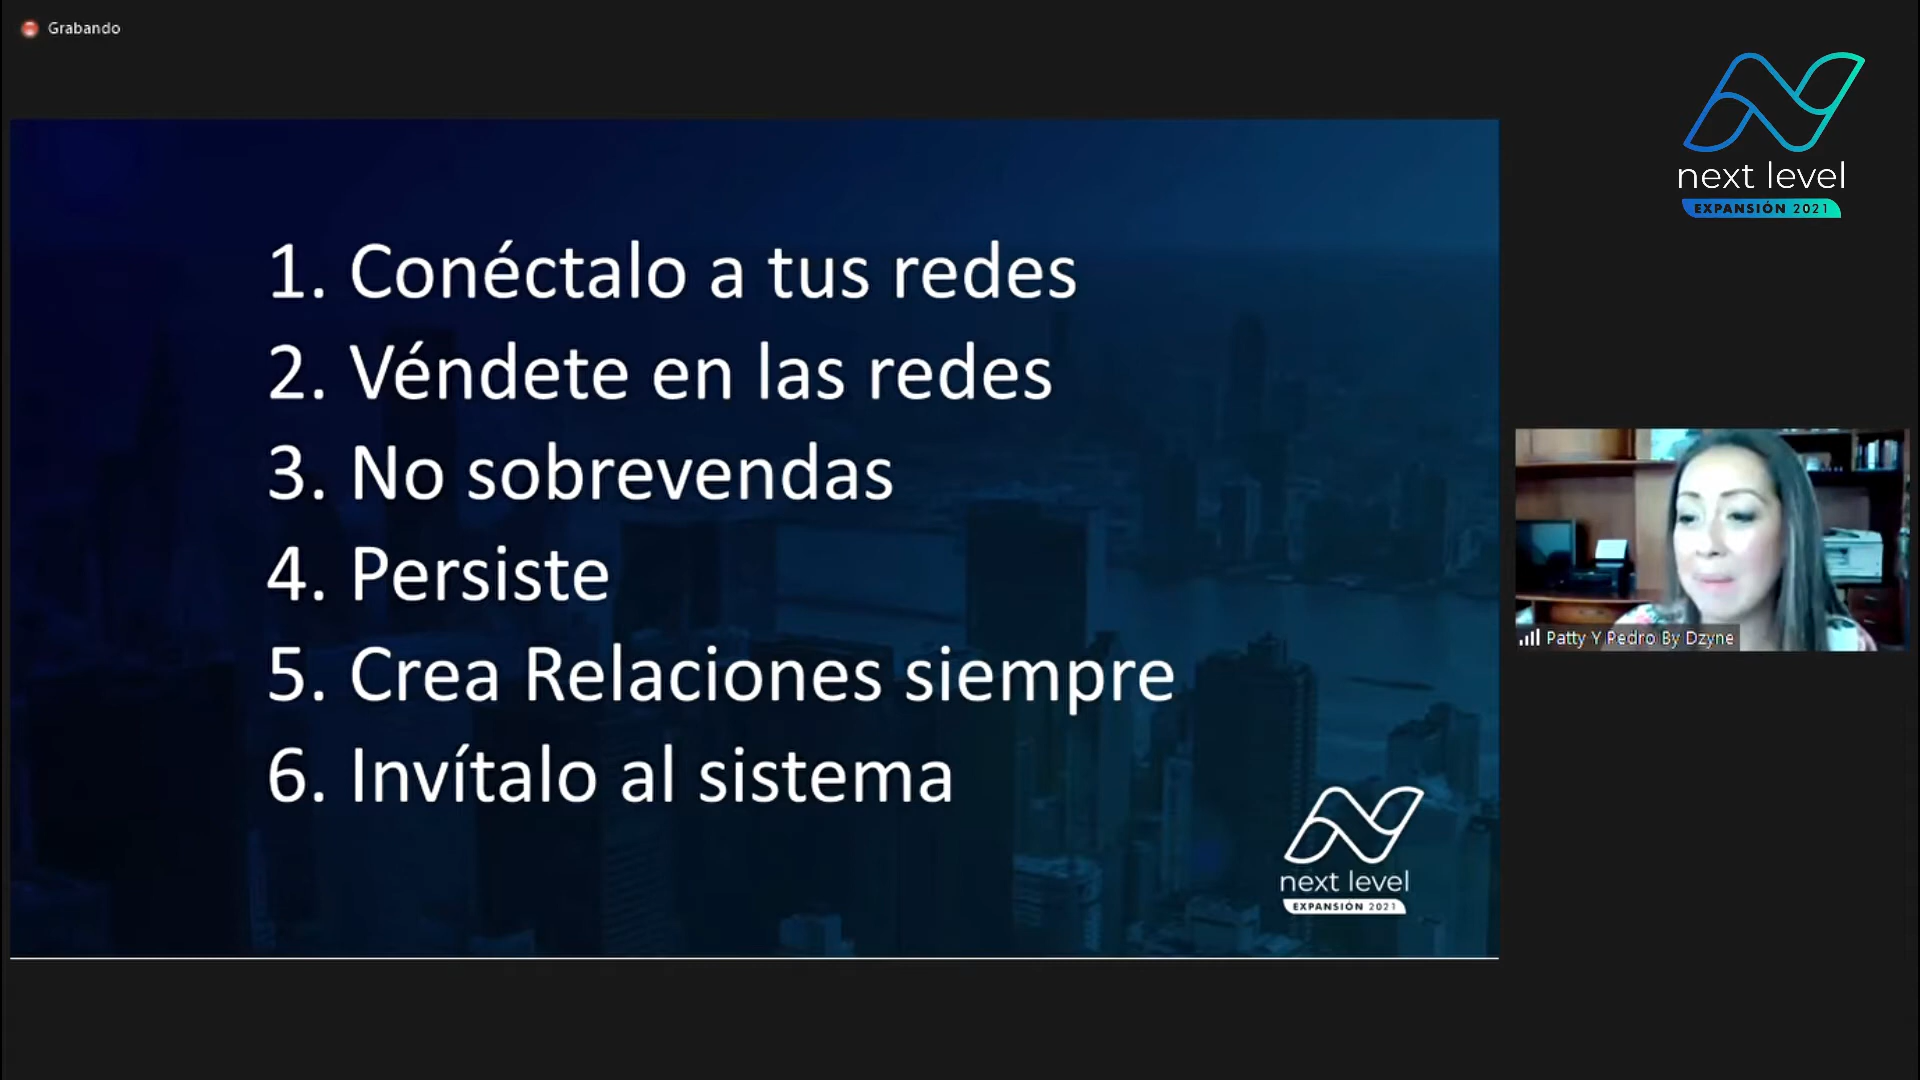 Grabando
next level
EXPANSIÓN 2021
1. Conéctalo a tus redes
2. Véndete en las redes
3. No sobrevendas
4. Persiste
5. Crea Relaciones siempre
6. Invítalo al sistema
Patty Y Pedro By Dzyne
next level
EXPANSIÓN 2021